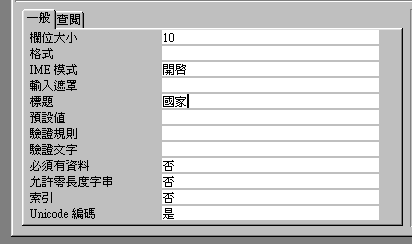 一般 查閱
欄位大小 10
格式
IME 模式 開啓
輸入遮罩
標題 國家
預設值
驗證規則
驗證文字
必須有資料 否
允許零長度字串 否
索引 否
Unicode 編碼 是